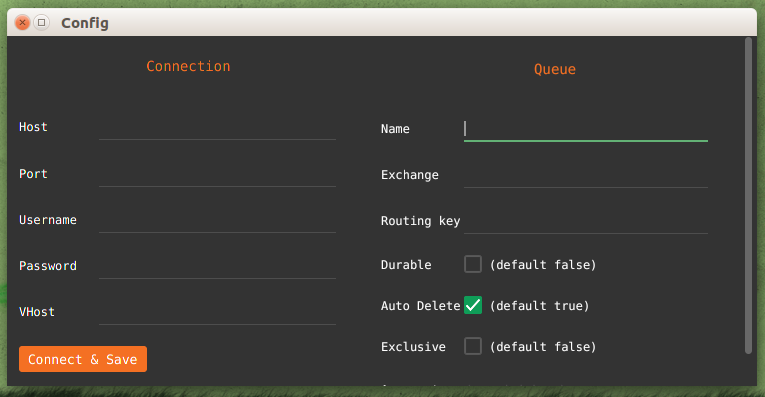 Config
Connection
Host
Port
Username
Password
VHost
Connect & Save
Queue
Name
Exchange
Routing key
Durable (default false)
Auto Delete (default true)
Exclusive (default false)